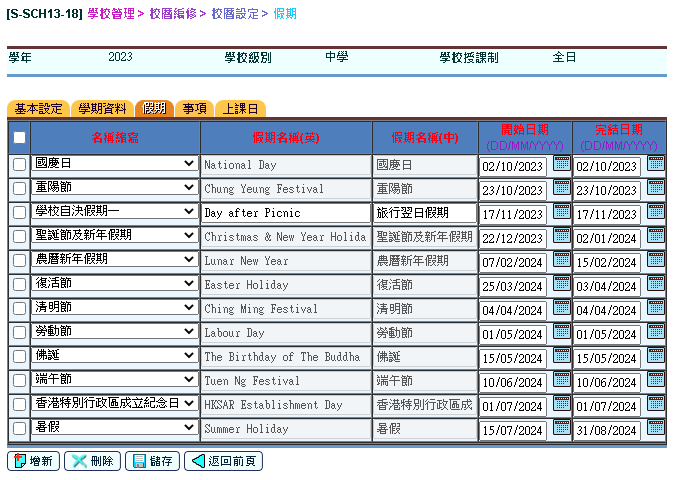 [S-SCH13-18] 學校管理 > 校曆編修 > 校曆設定 > 假期
學年 2023 學校級別 中學 學校授課制 全日
基本設定 學期資料 假期 事項 上課日
名稱縮寫 假期名稱(英) 假期名稱(中) 開始日期 (DD/MM/YYYY) 完結日期 (DD/MM/YYYY)
國慶日 National Day 國慶日 02/10/2023 02/10/2023
重陽節 Chung Yeung Festival 重陽節 23/10/2023 23/10/2023
學校自決假期一 Day after Picnic 旅行翌日假期 17/11/2023 17/11/2023
聖誕節及新年假期 Christmas & New Year Holida 聖誕節及新年假期 22/12/2023 02/01/2024
農曆新年假期 Lunar New Year 農曆新年假期 07/02/2024 15/02/2024
復活節 Easter Holiday 復活節 25/03/2024 03/04/2024
清明節 Ching Ming Festival 清明節 04/04/2024 04/04/2024
勞動節 Labour Day 勞動節 01/05/2024 01/05/2024
佛誕 The Birthday of The Buddha 佛誕 15/05/2024 15/05/2024
端午節 Tuen Ng Festival 端午節 10/06/2024 10/06/2024
香港特別行政區成立紀念日 HKSAR Establishment Day 香港特別行政區成 01/07/2024 01/07/2024
暑假 Summer Holiday 暑假 15/07/2024 31/08/2024
增新 刪除 儲存 返回前頁